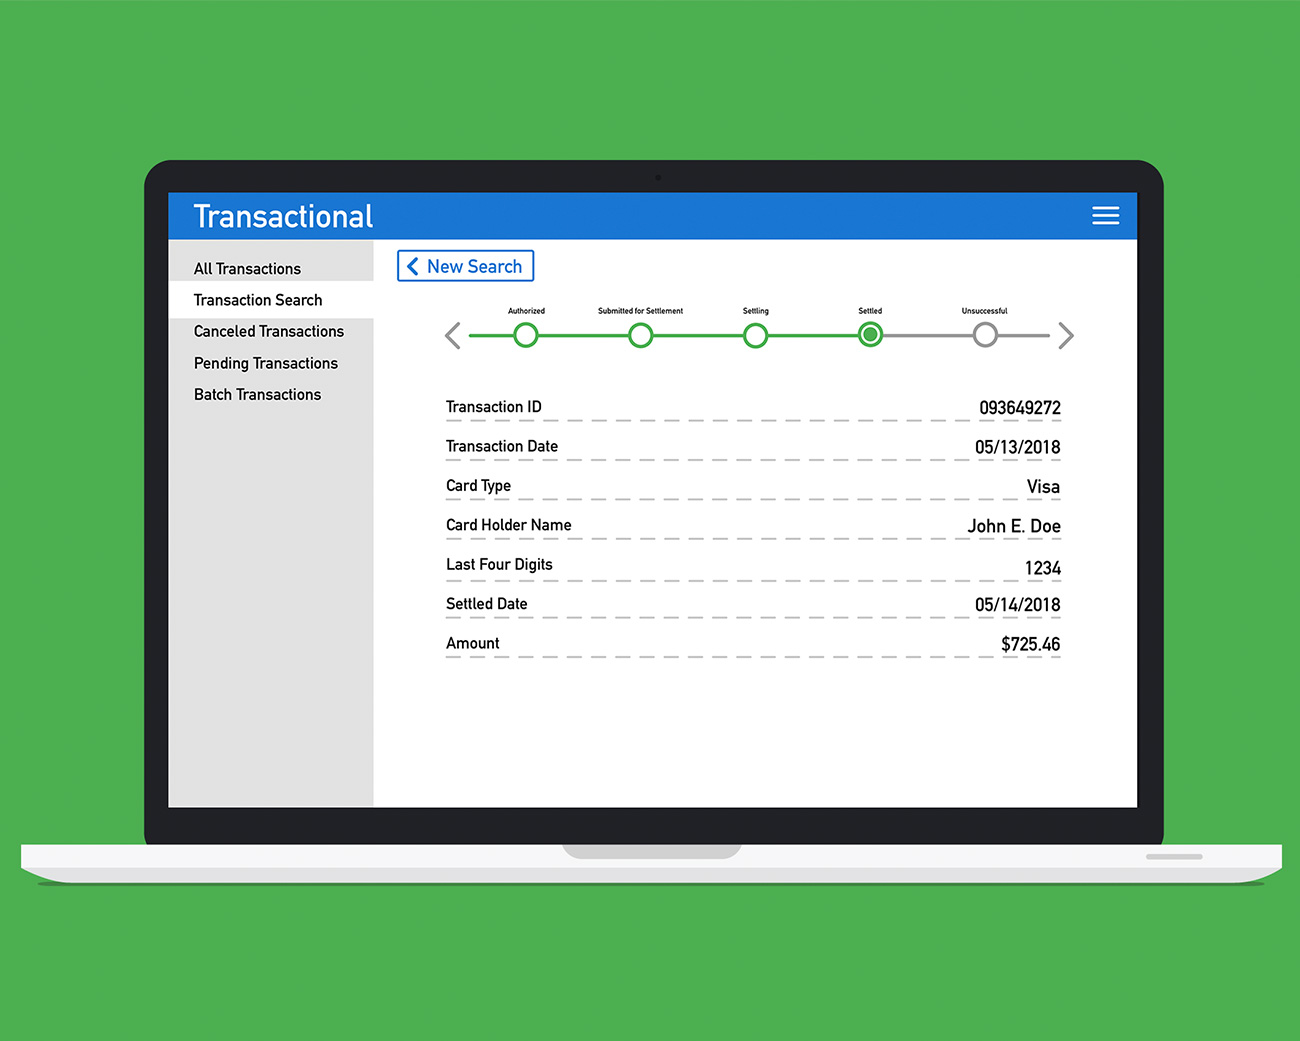 Transactional
All Transactions
Transaction Search
Canceled Transactions
Pending Transactions
Batch Transactions
New Search
Authorized Submitted for Settlement Settling Settled Unsuccessful
Transaction ID 093649272
Transaction Date 05/13/2018
Card Type Visa
Card Holder Name John E. Doe
Last Four Digits 1234
Settled Date 05/14/2018
Amount $725.46